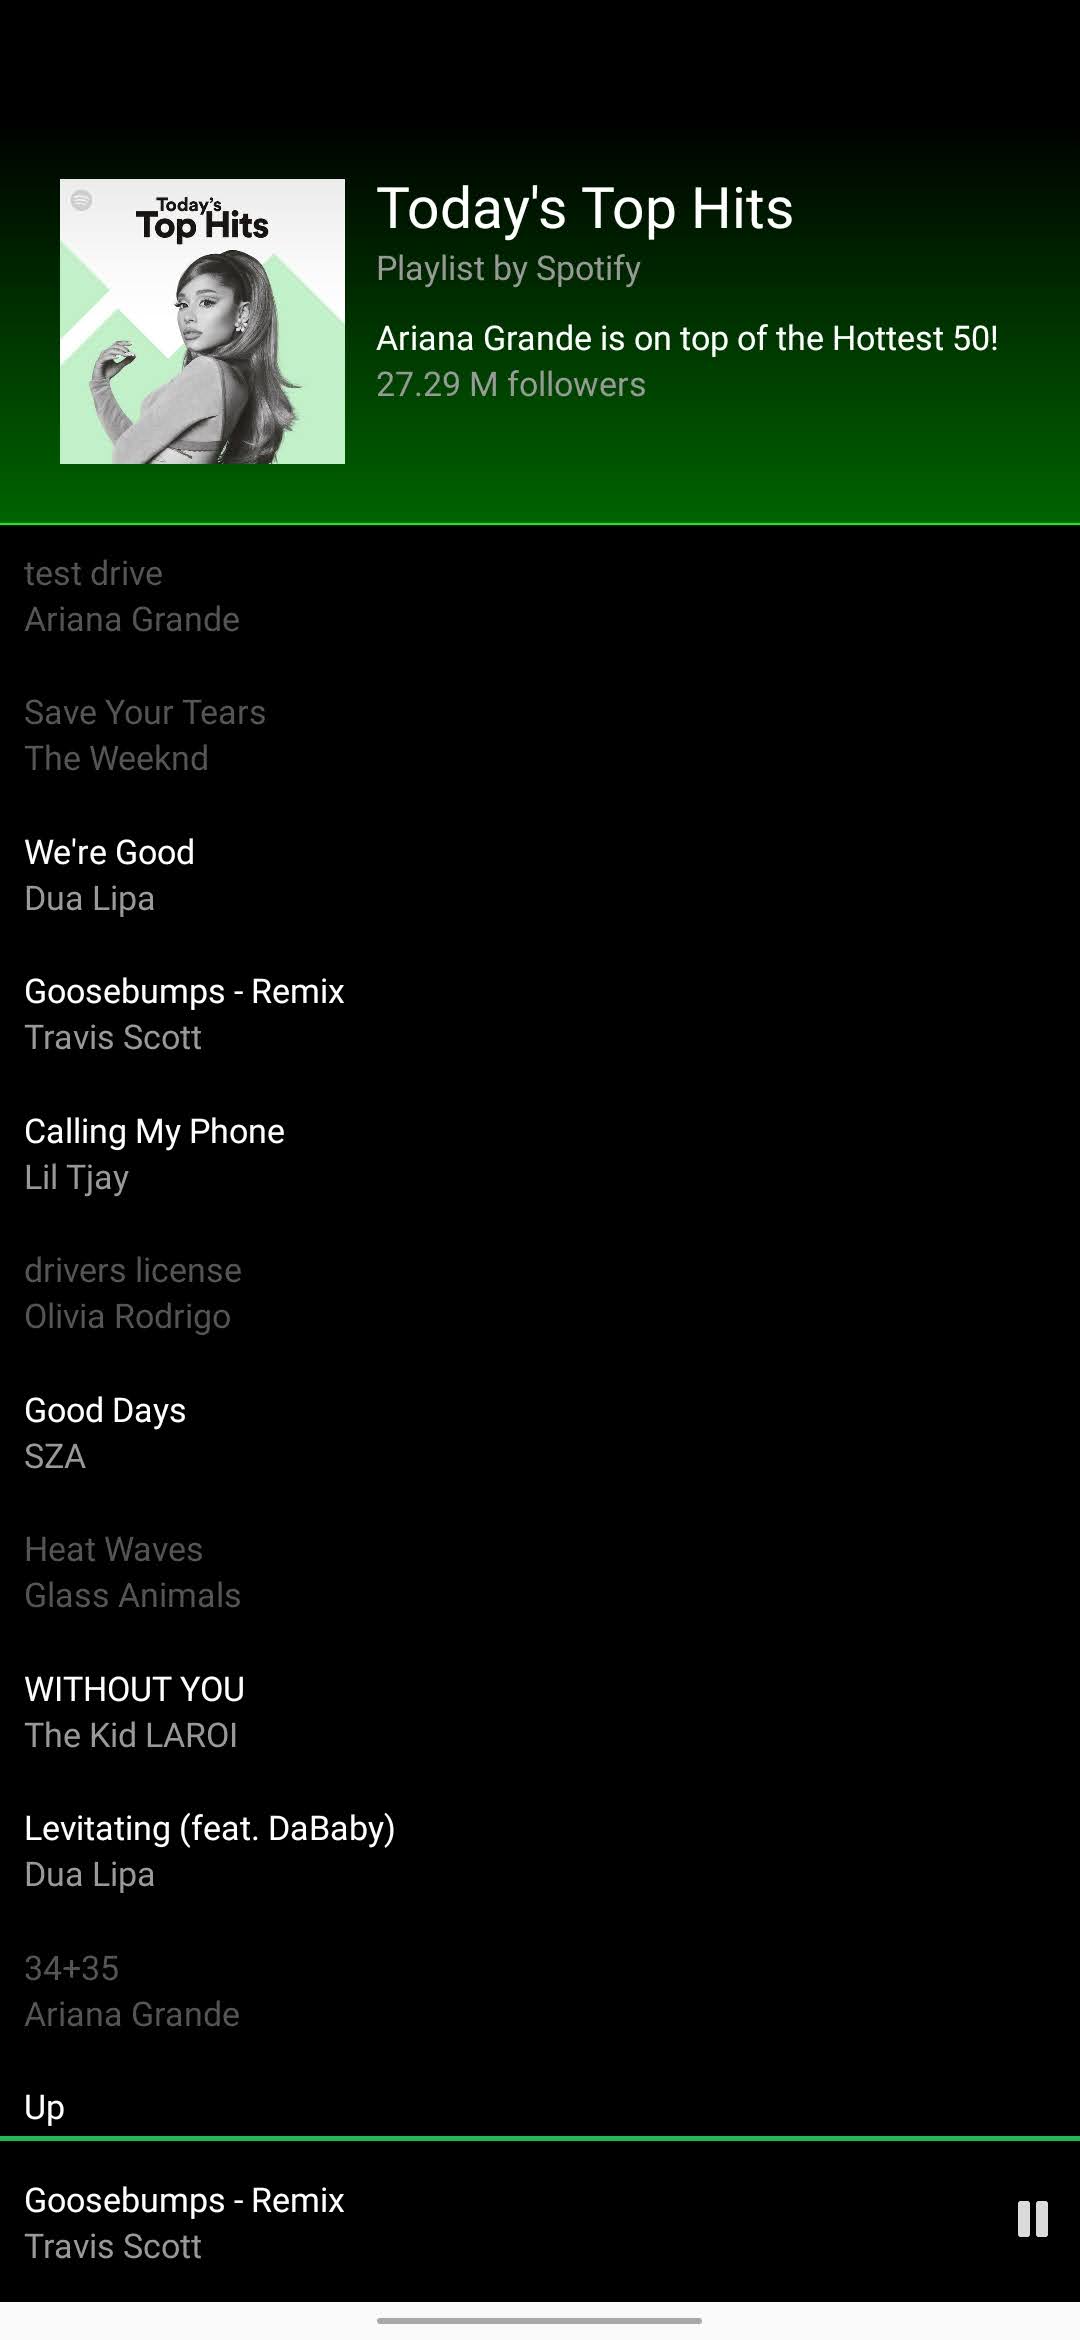 Today's
Top Hits
Today's Top Hits
Playlist by Spotify
Ariana Grande is on top of the Hottest 50!
27.29 M followers
test drive
Ariana Grande
Save Your Tears
The Weeknd
We're Good
Dua Lipa
Goosebumps - Remix
Travis Scott
Calling My Phone
Lil Tjay
drivers license
Olivia Rodrigo
Good Days
SZA
Heat Waves
Glass Animals
WITHOUT YOU
The Kid LAROI
Levitating (feat. DaBaby)
Dua Lipa
34+35
Ariana Grande
Up
Goosebumps - Remix
Travis Scott